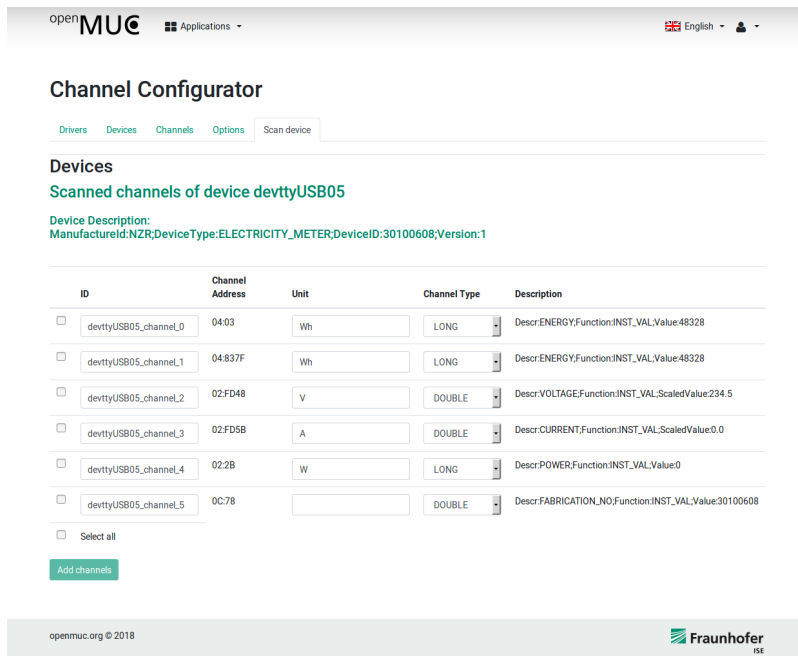 open MUC Applications English
Channel Configurator
Drivers Devices Channels Options Scan device
Devices
Scanned channels of device devttyUSB05
Device Description:
ManufactureId:NZR;DeviceType:ELECTRICITY_METER;DeviceID:30100608;Version:1
ID Channel Address Unit Channel Type Description
devttyUSB05_channel_0 04:03 Wh LONG Descr:ENERGY;Function:INST_VAL;Value:48328
devttyUSB05_channel_1 04:837F Wh LONG Descr:ENERGY;Function:INST_VAL;Value:48328
devttyUSB05_channel_2 02:FD48 V DOUBLE Descr:VOLTAGE;Function:INST_VAL;ScaledValue:234.5
devttyUSB05_channel_3 02:FD5B A DOUBLE Descr:CURRENT;Function:INST_VAL;ScaledValue:0.0
devttyUSB05_channel_4 02:2B W LONG Descr:POWER;Function:INST_VAL;Value:0
devttyUSB05_channel_5 0C:78 DOUBLE Descr:FABRICATION_NO;Function:INST_VAL;Value:30100608
Select all
Add channels
openmuc.org © 2018 Fraunhofer
ISE